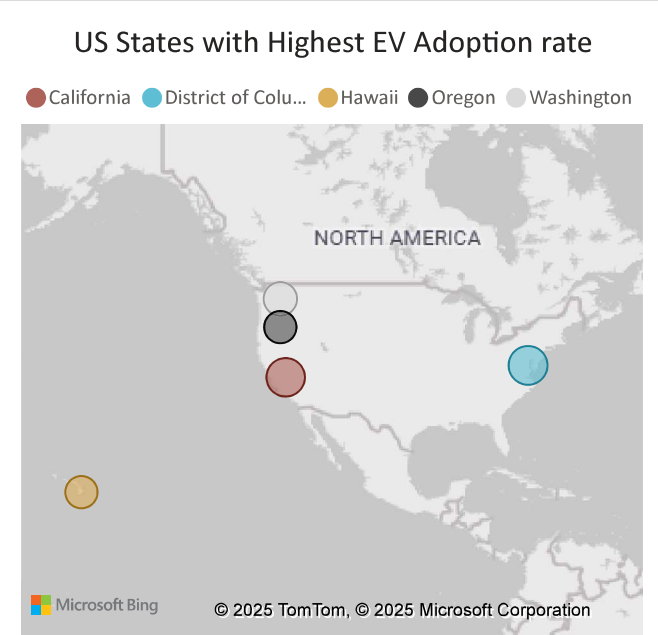 US States with Highest EV Adoption rate
California District of Colu... Hawaii Oregon Washington
NORTH AMERICA
Microsoft Bing
© 2025 TomTom, © 2025 Microsoft Corporation